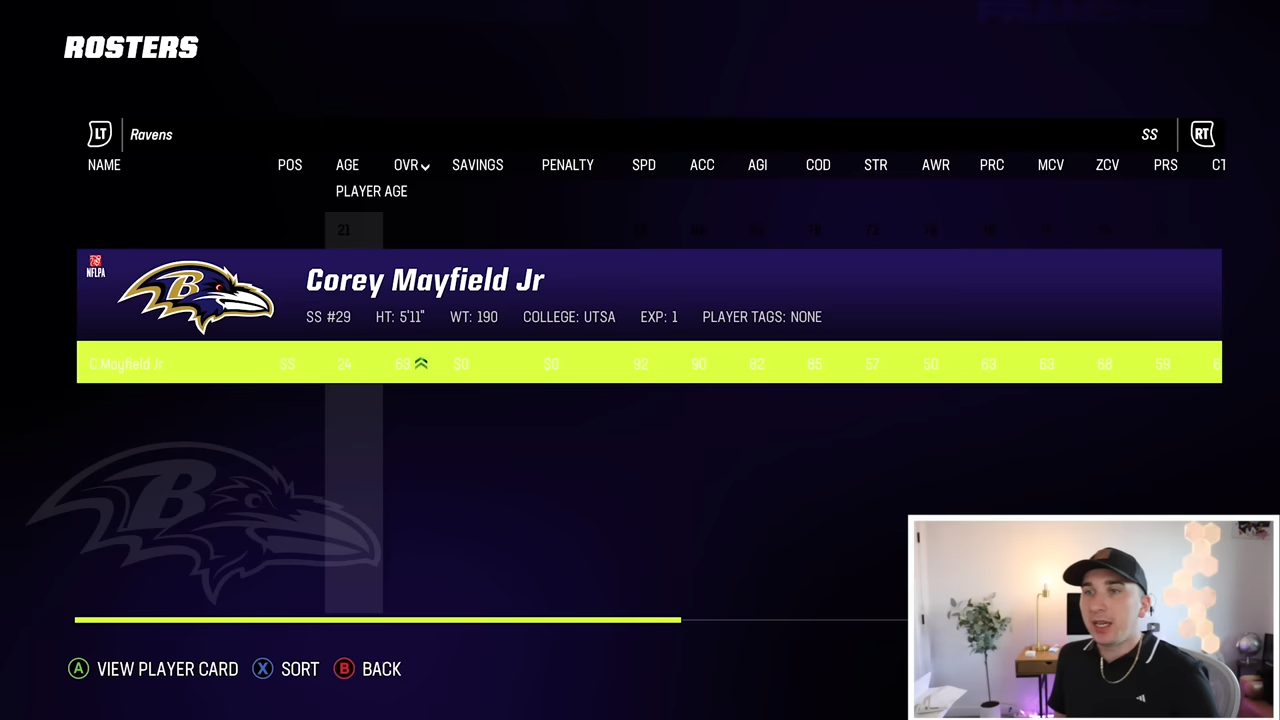 ROSTERS
LT Ravens SS RT
NAME POS AGE OVR SAVINGS PENALTY SPD ACC AGI COD STR AWR PRC MCV ZCV PRS CT
PLAYER AGE
21
NFLPA
Corey Mayfield Jr
SS #29 HT: 5'11" WT: 190 COLLEGE: UTSA EXP: 1 PLAYER TAGS: NONE
C.Mayfield Jr SS 24 $0 $0 92 90 82 85 57 50 63 63 68 59 6
B
A VIEW PLAYER CARD X SORT B BACK